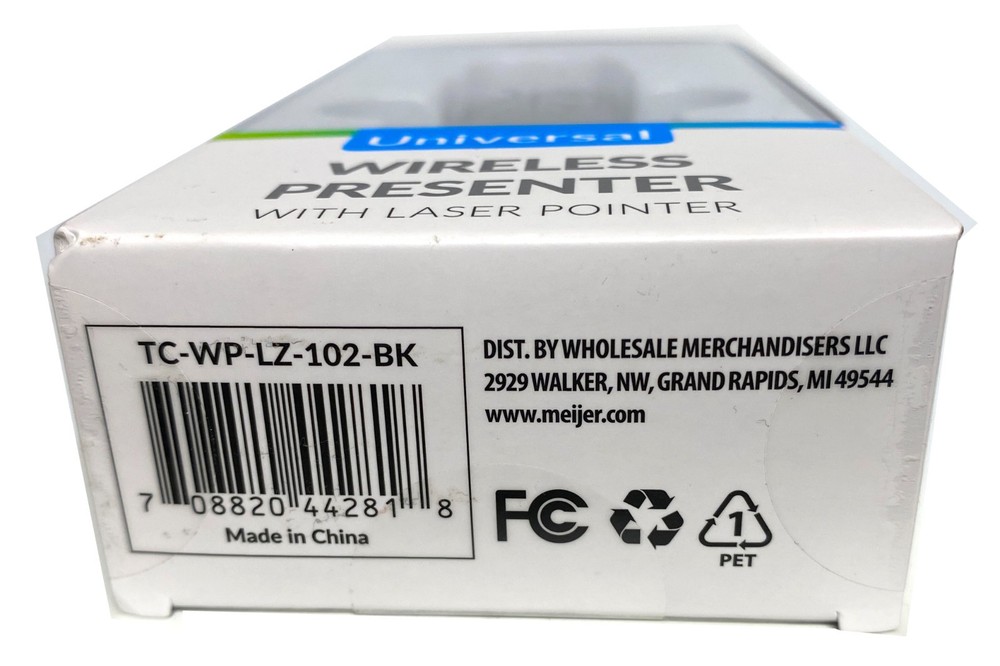 Universal
WIRELESS
PRESENTER
WITH LASER POINTER
TC-WP-LZ-102-BK
7 08820 44281 8
Made in China
DIST. BY WHOLESALE MERCHANDISERS LLC
2929 WALKER, NW, GRAND RAPIDS, MI 49544
www.meijer.com
FC
1
PET